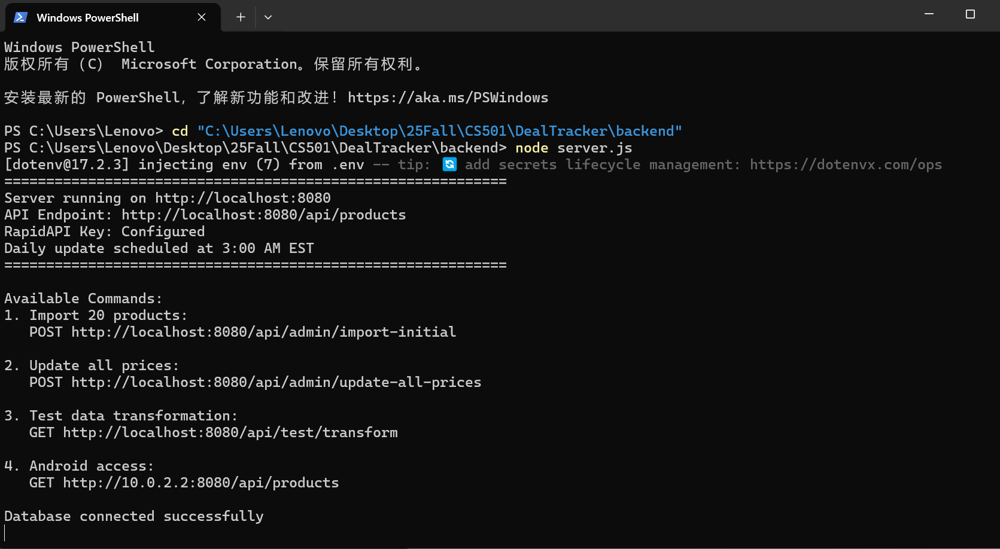 Windows PowerShell
Windows PowerShell
版权所有（C） Microsoft Corporation。保留所有权利。
安装最新的 PowerShell，了解新功能和改进！https://aka.ms/PSWindows
PS C:\Users\Lenovo> cd "C:\Users\Lenovo\Desktop\25Fall\CS501\DealTracker\backend"
PS C:\Users\Lenovo\Desktop\25Fall\CS501\DealTracker\backend> node server.js
[dotenv@17.2.3] injecting env (7) from .env -- tip: 🔄 add secrets lifecycle management: https://dotenvx.com/ops
============================================================
Server running on http://localhost:8080
API Endpoint: http://localhost:8080/api/products
RapidAPI Key: Configured
Daily update scheduled at 3:00 AM EST
============================================================
Available Commands:
1. Import 20 products:
POST http://localhost:8080/api/admin/import-initial
2. Update all prices:
POST http://localhost:8080/api/admin/update-all-prices
3. Test data transformation:
GET http://localhost:8080/api/test/transform
4. Android access:
GET http://10.0.2.2:8080/api/products
Database connected successfully